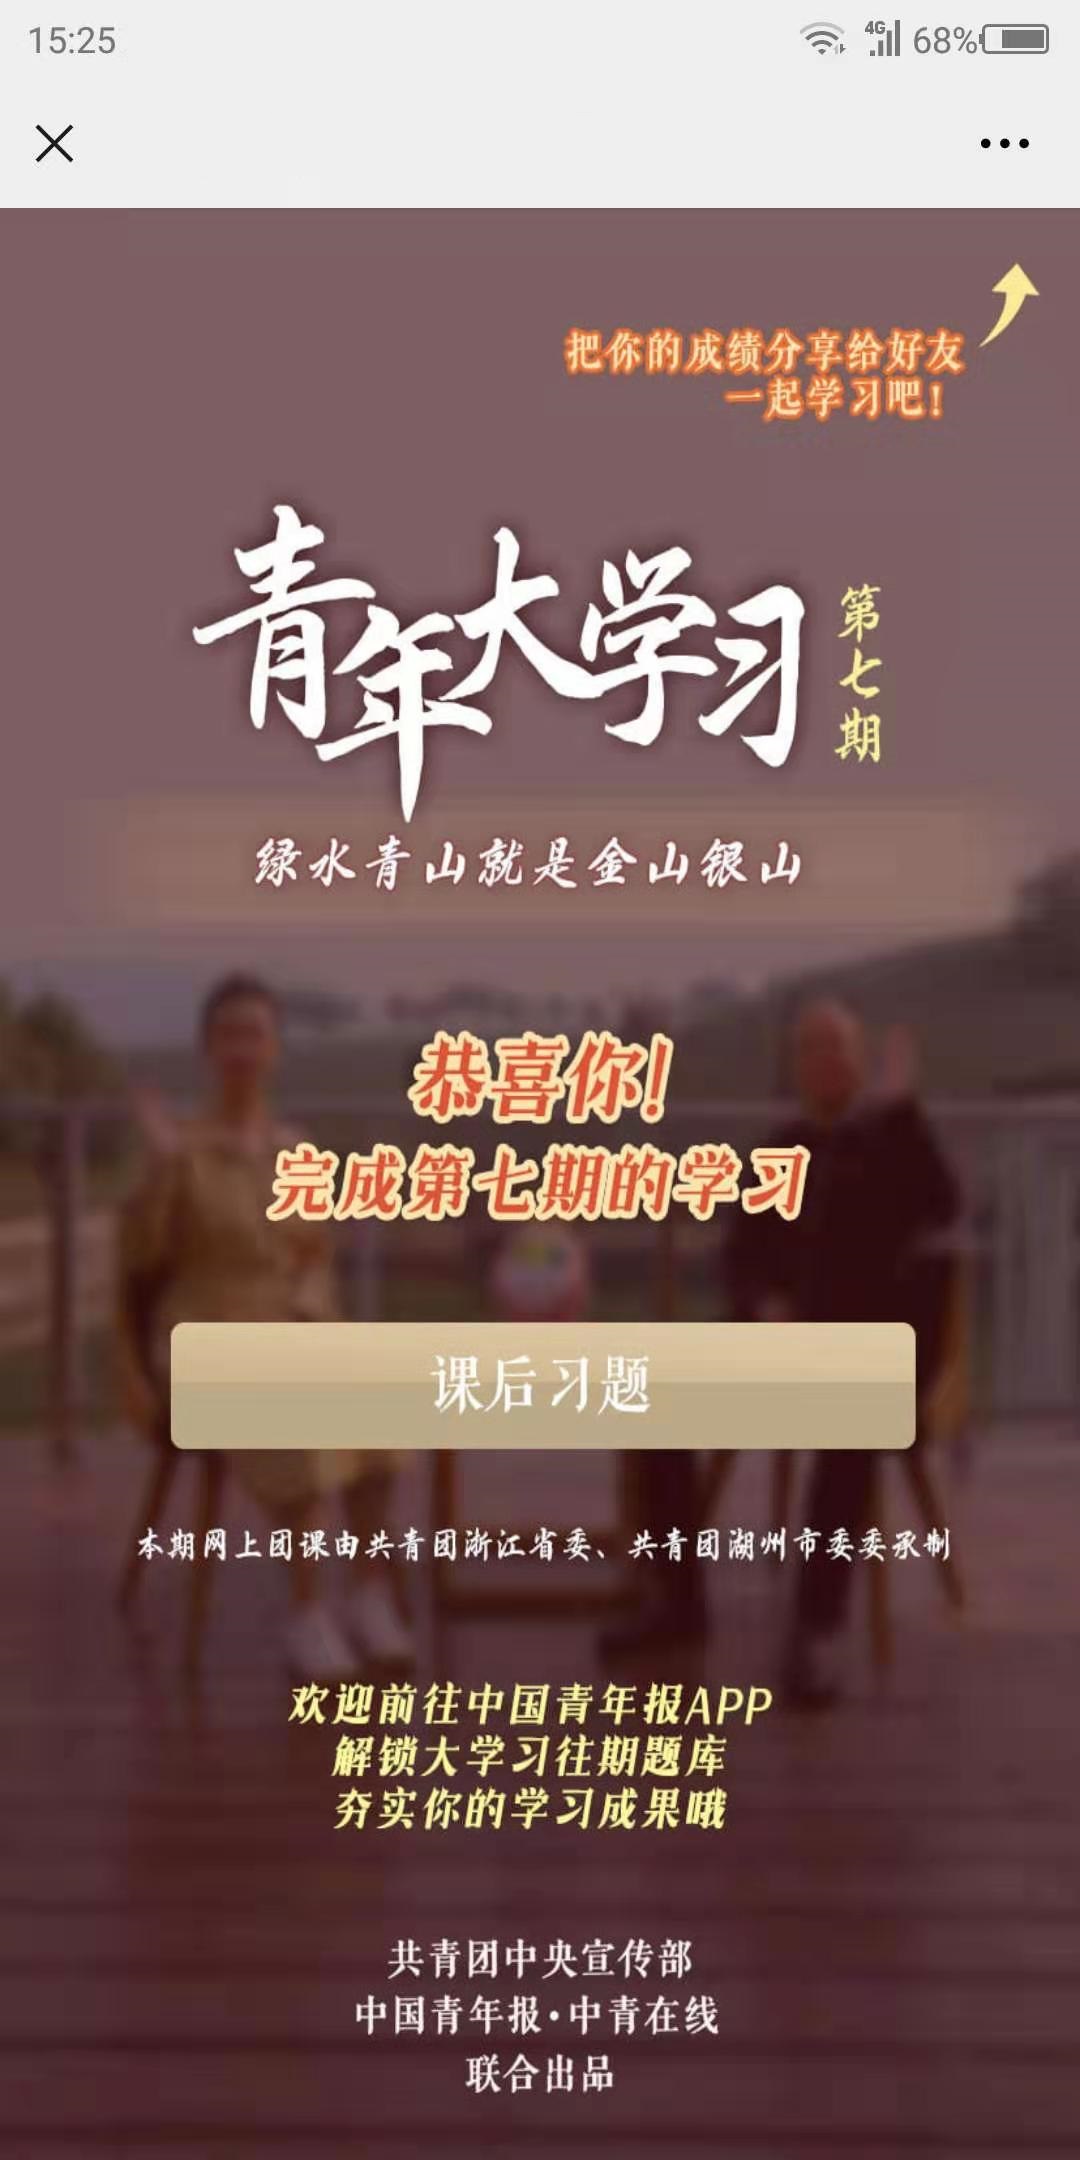 15:25
4G
68%
把你的成绩分享给好友
一起学习吧！
青年大学习
第七期
绿水青山就是金山银山
恭喜你！
完成第七期的学习
课后习题
本期网上团课由共青团浙江省委、共青团湖州市委委承制
欢迎前往中国青年报APP
解锁大学习往期题库
夯实你的学习成果哦
共青团中央宣传部
中国青年报·中青在线
联合出品